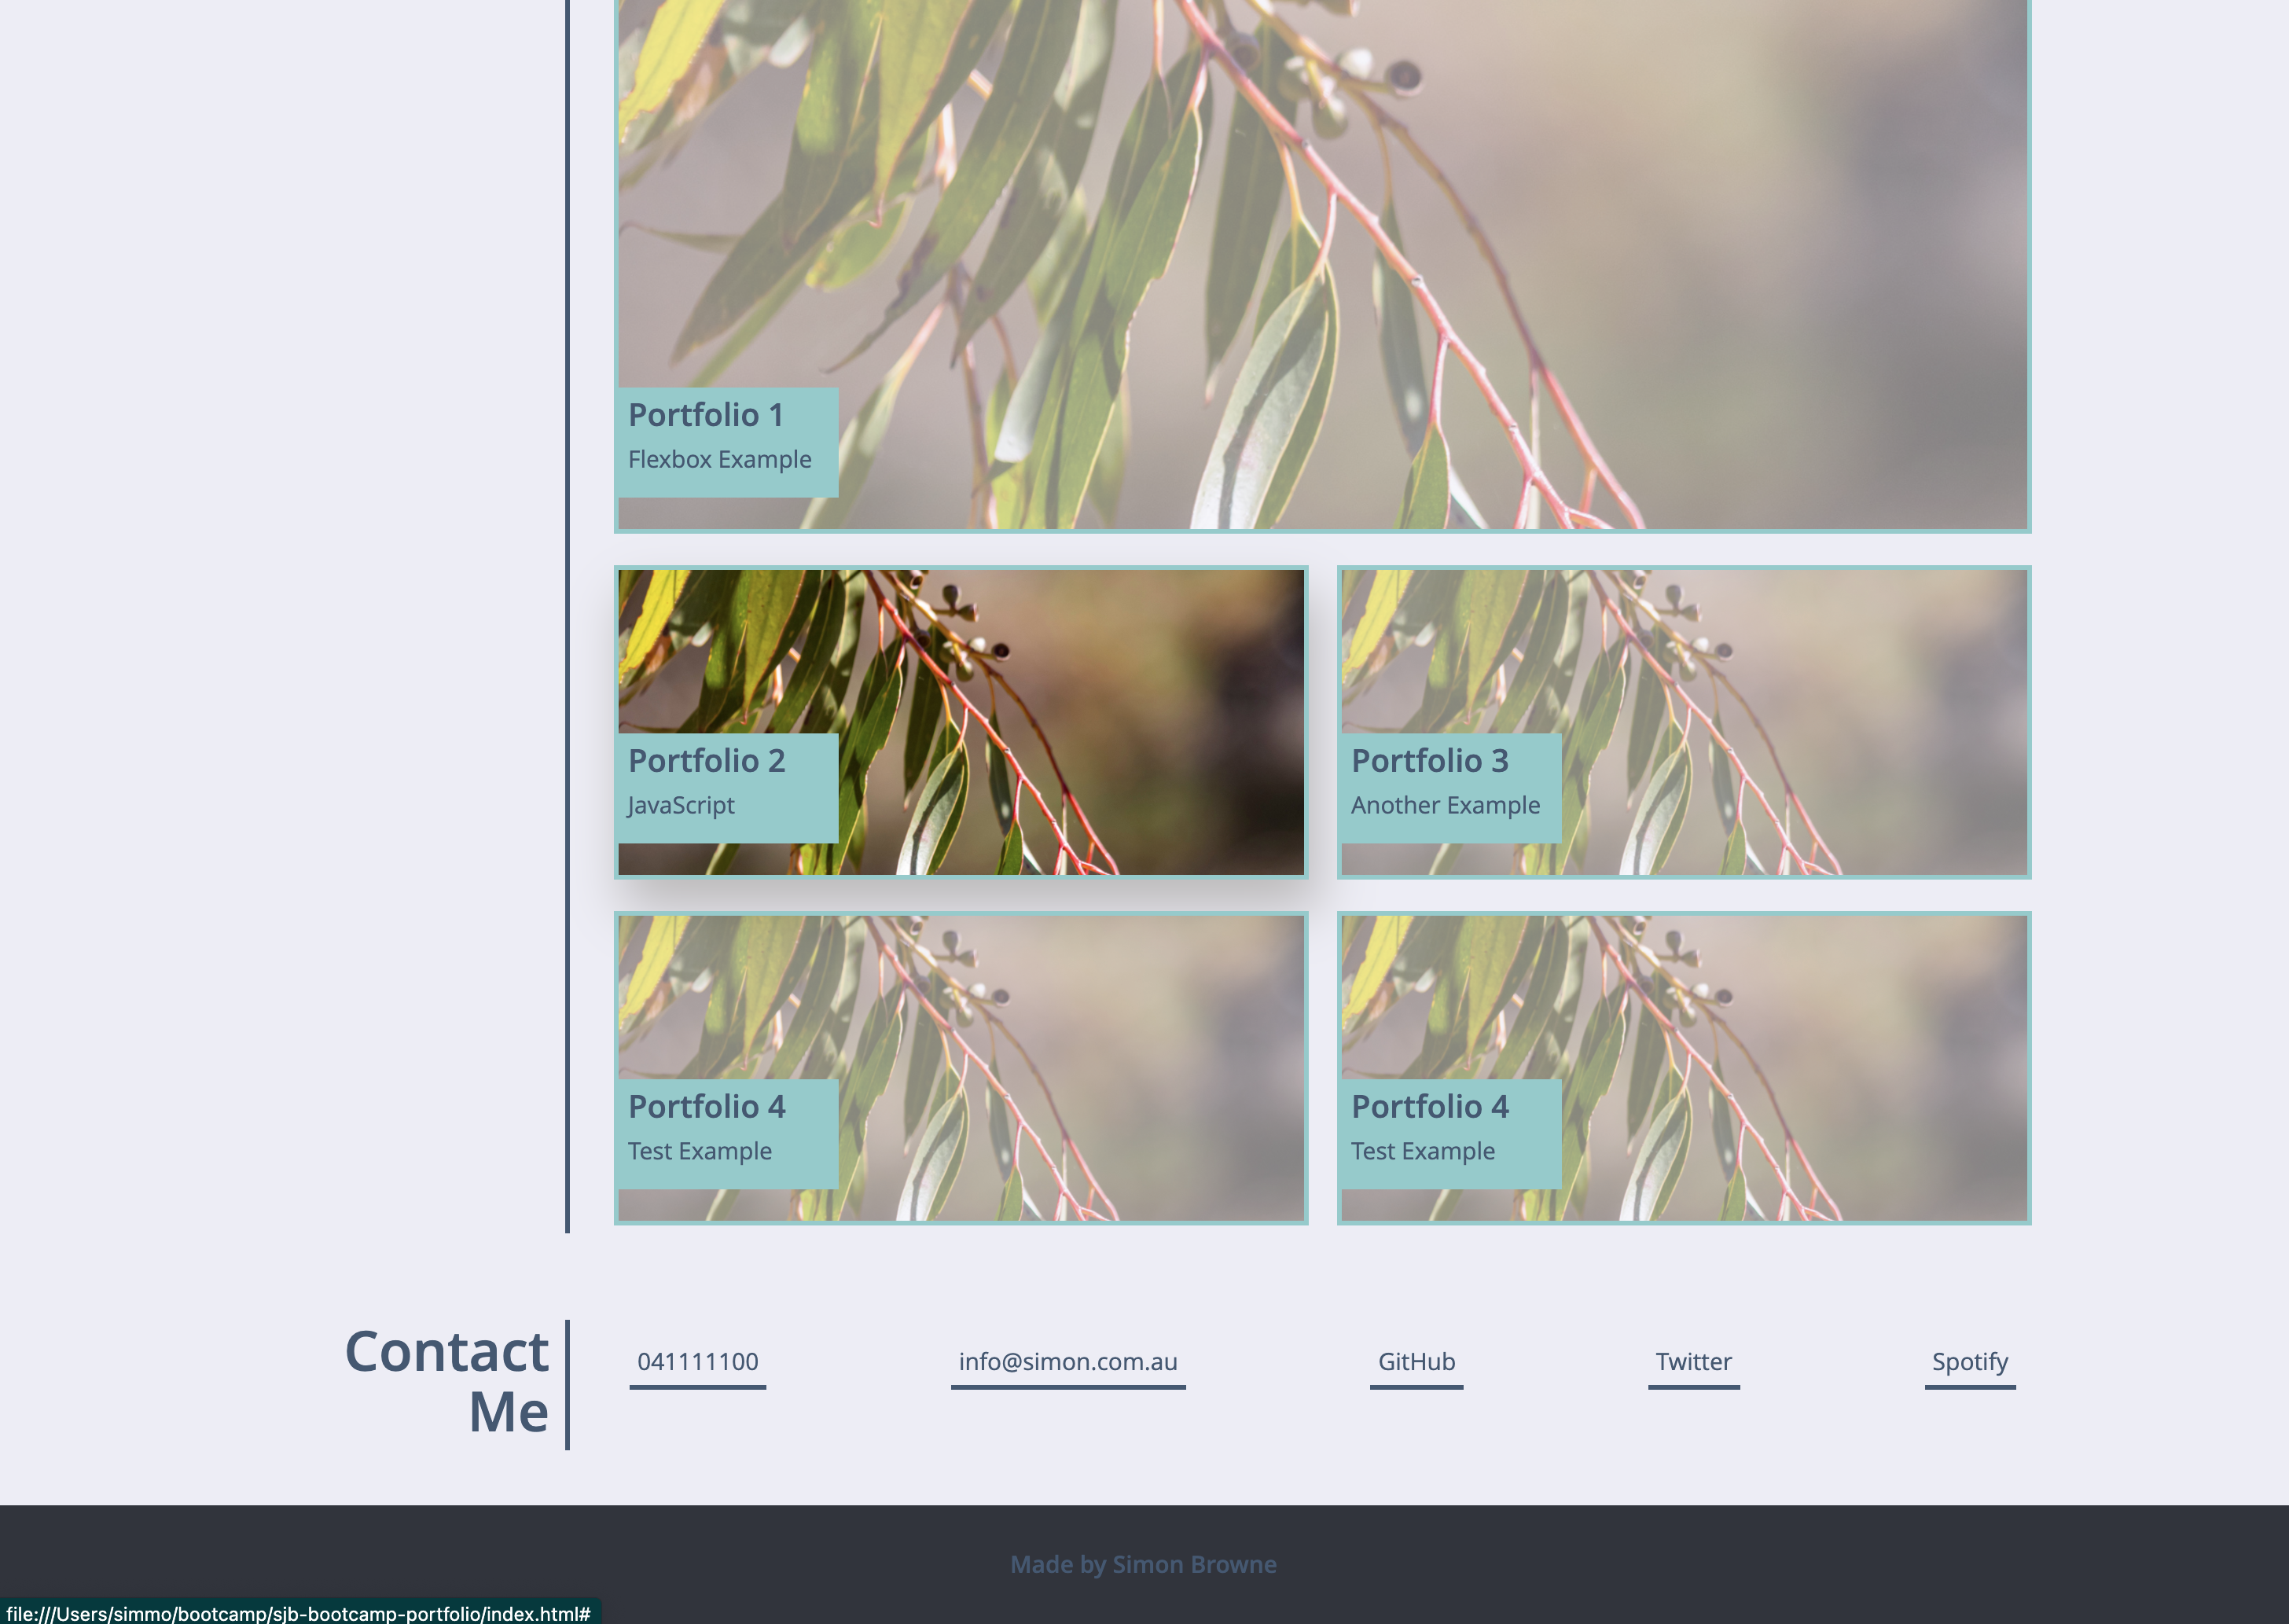 Portfolio 1
Flexbox Example
Portfolio 2
JavaScript
Portfolio 3
Another Example
Portfolio 4
Test Example
Portfolio 4
Test Example
Contact
Me
041111100
info@simon.com.au
GitHub
Twitter
Spotify
Made by Simon Browne
file:///Users/simmo/bootcamp/sjb-bootcamp-portfolio/index.html#